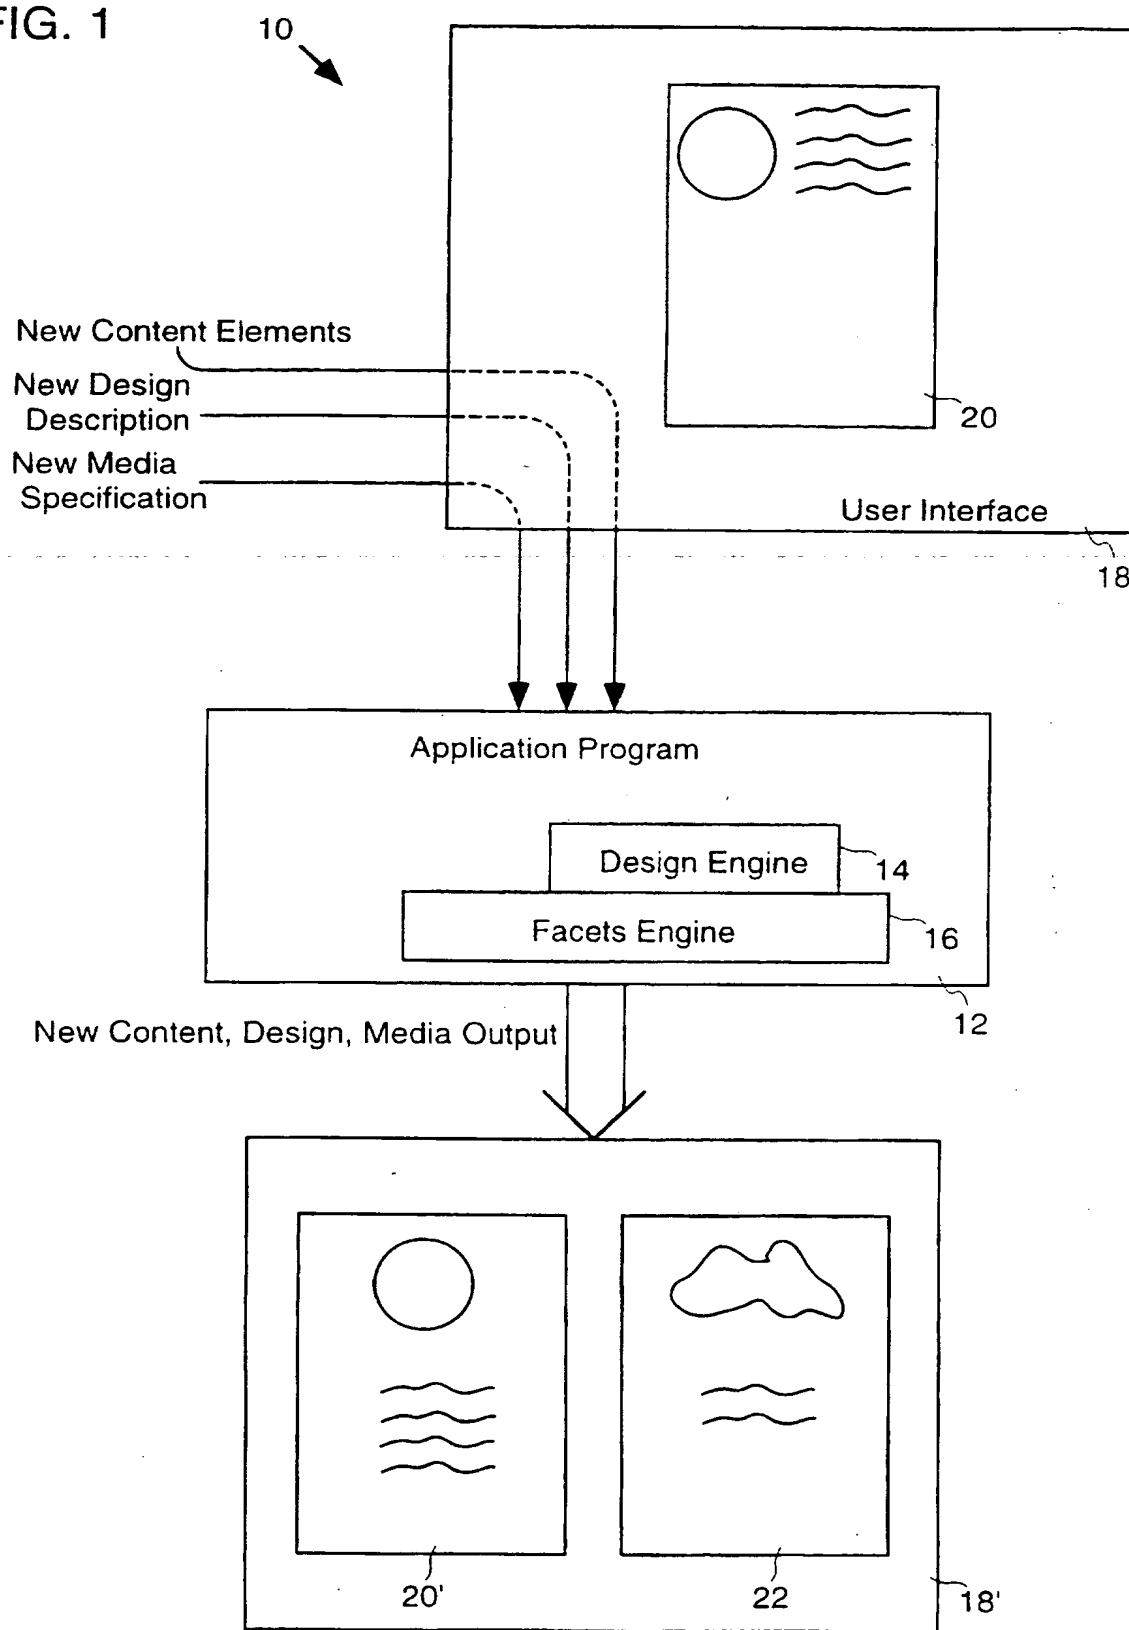 FIG. 1
10
New Content Elements
New Design
Description
New Media
Specification
20
User Interface
18
Application Program
Design Engine
14
Facets Engine
16
12
New Content, Design, Media Output
20'
22
18'